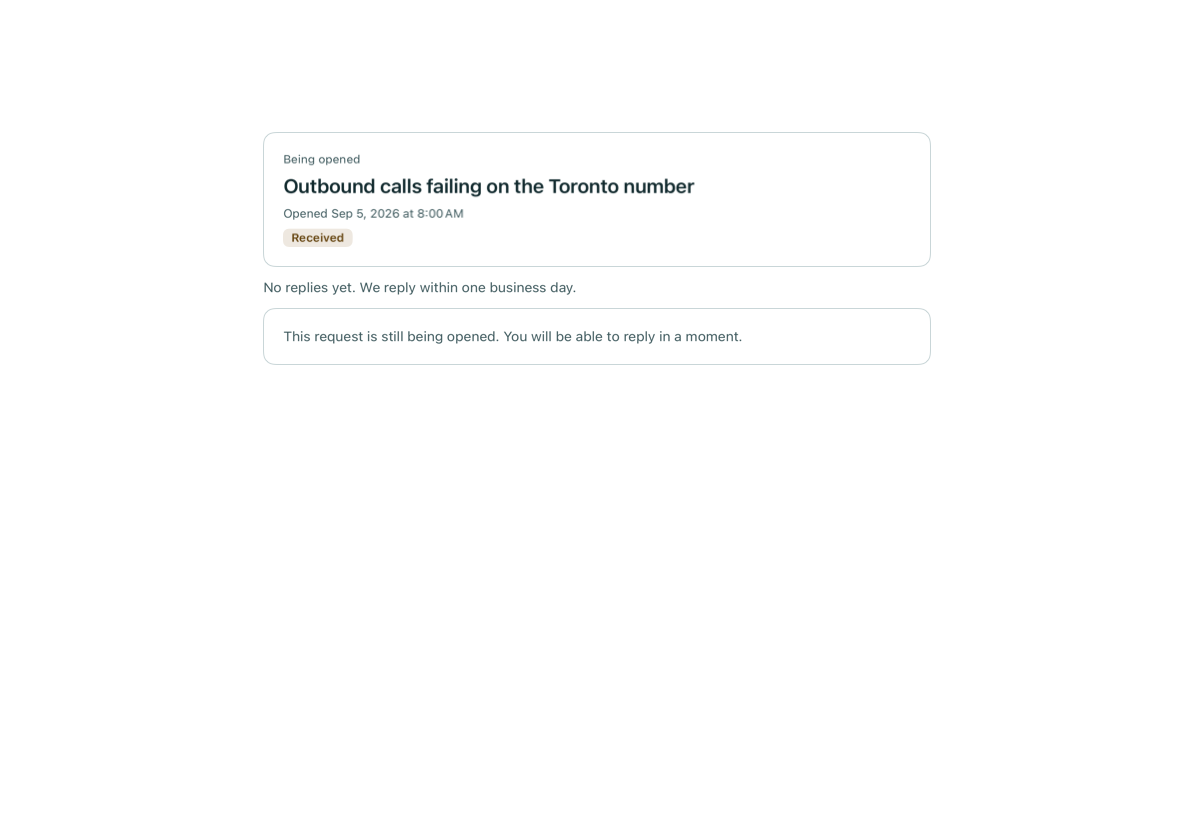 Being opened
Outbound calls failing on the Toronto number
Opened Sep 5, 2026 at 8:00 AM
Received
No replies yet. We reply within one business day.
This request is still being opened. You will be able to reply in a moment.